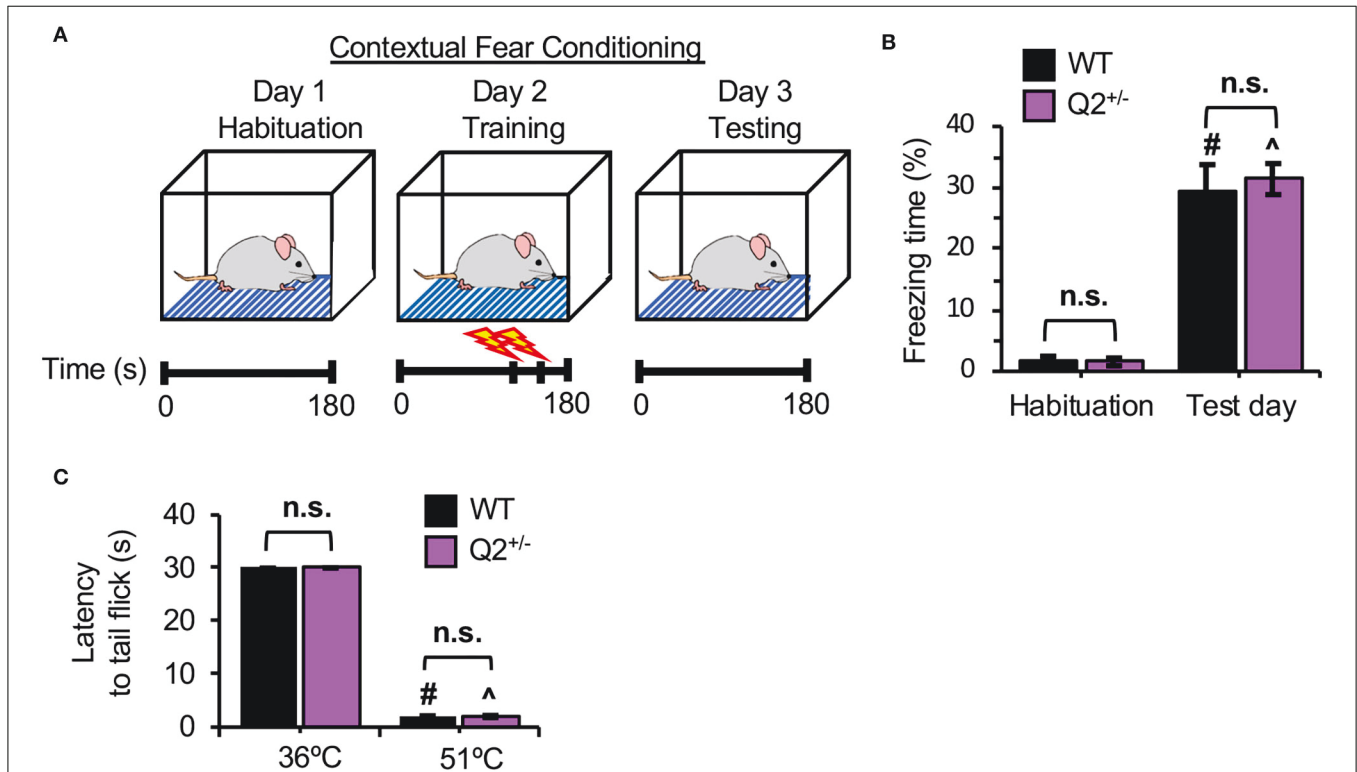 A
Contextual Fear Conditioning
Day 1
Habituation
Day 2
Training
Day 3
Testing
Time (s)
0
180
0
180
0
180
B
WT
Q2+/-
n.s.
Freezing time (%)
40
30
20
10
0
n.s.
#
^
Habituation
Test day
C
WT
Q2+/-
Latency
to tail flick (s)
40
30
20
10
0
n.s.
n.s.
#
^
36ºC
51ºC